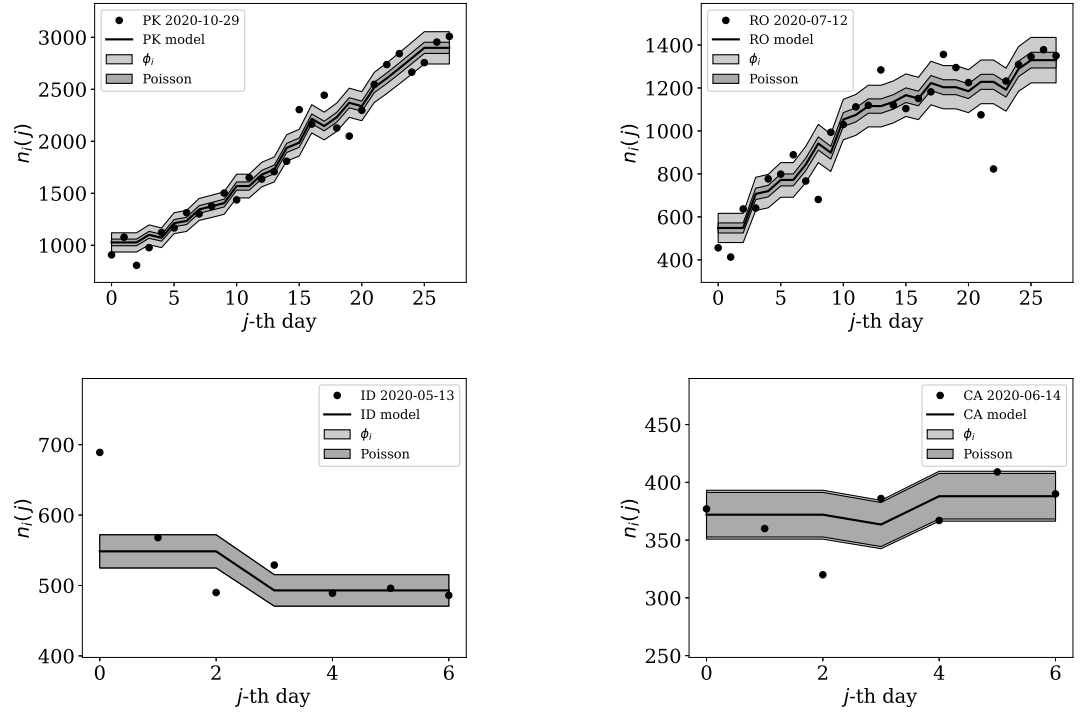 PK 2020-10-29
PK model
ϕi
Poisson
3000
2500
2000
1500
1000
ni(j)
0 5 10 15 20 25
j-th day
RO 2020-07-12
RO model
ϕi
Poisson
1400
1200
1000
800
600
400
ni(j)
0 5 10 15 20 25
j-th day
ID 2020-05-13
ID model
ϕi
Poisson
700
600
500
400
ni(j)
0 2 4 6
j-th day
CA 2020-06-14
CA model
ϕi
Poisson
450
400
350
300
250
ni(j)
0 2 4 6
j-th day